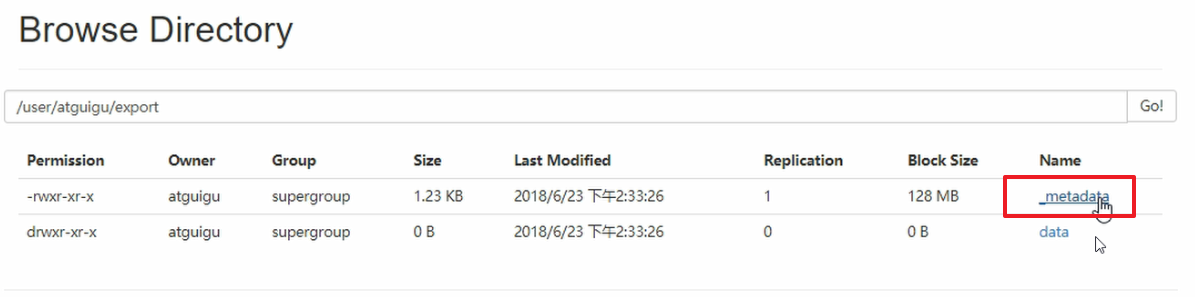 Browse Directory
/user/atguigu/export Go!
Permission Owner Group Size Last Modified Replication Block Size Name
-rwxr-xr-x atguigu supergroup 1.23 KB 2018/6/23 下午2:33:26 1 128 MB _metadata
drwxr-xr-x atguigu supergroup 0 B 2018/6/23 下午2:33:26 0 0 B data